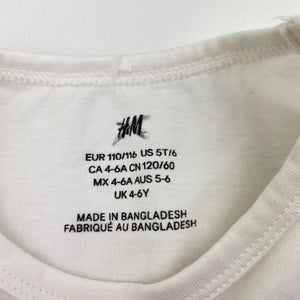 H&M
EUR 110/116 US 5T/6
CA 4-6A CN 120/60
MX 4-6A AUS 5-6
UK 4-6Y
MADE IN BANGLADESH
FABRIQUÉ AU BANGLADESH